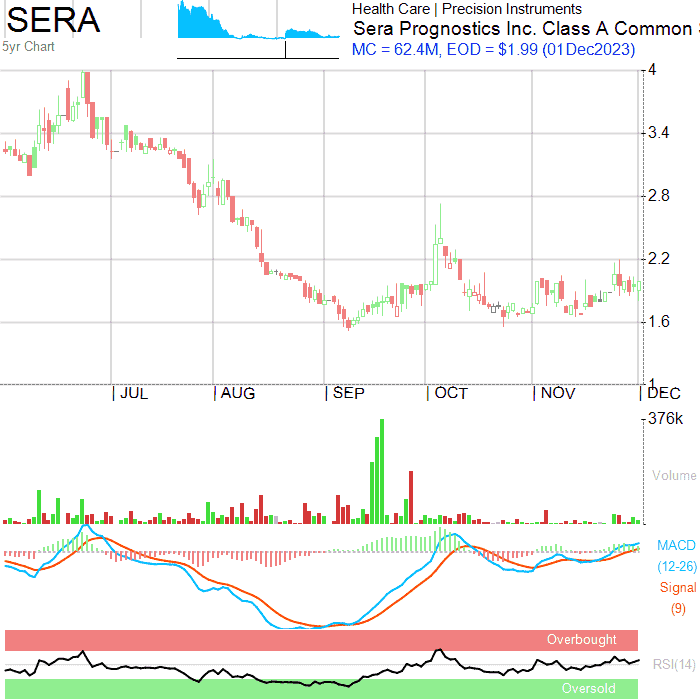 SERA
5yr Chart
Health Care | Precision Instruments
Sera Prognostics Inc. Class A Common
MC = 62.4M, EOD = $1.99 (01Dec2023)
4
3.4
2.8
2.2
1.6
1
JUL AUG SEP OCT NOV DEC
376k
Volume
MACD
(12-26)
Signal
(9)
Overbought
RSI(14)
Oversold